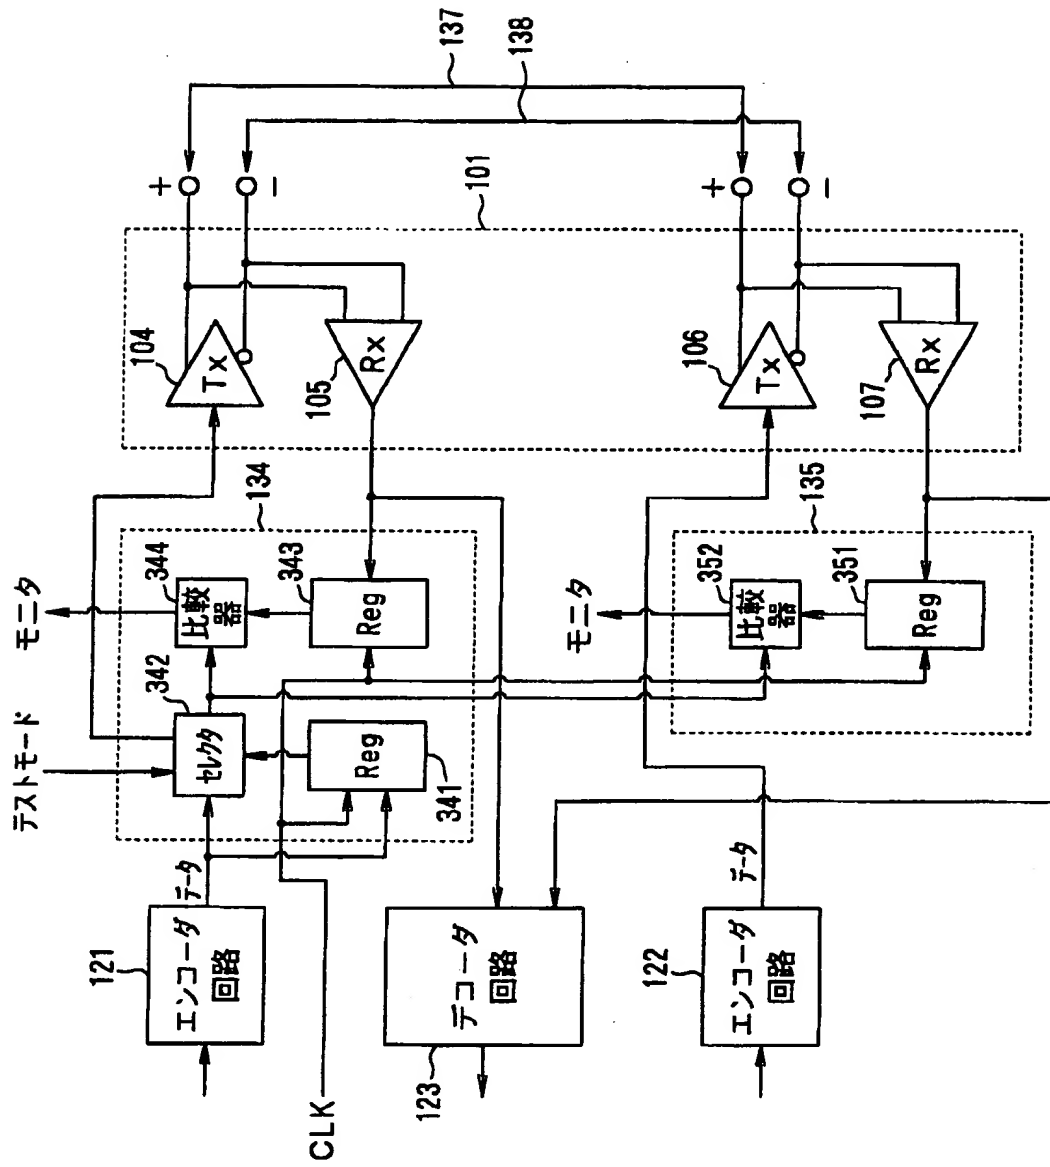 テストモード
モニタ
134
344
比較
器
342
セレクタ
343
Reg
Reg
341
データ
121
エンコーダ
回路
CLK
デコーダ
回路
123
104
Tx
105
Rx
+
-
101
137
138
モニタ
135
352
比較
器
351
Reg
データ
122
エンコーダ
回路
106
Tx
107
Rx
+
-